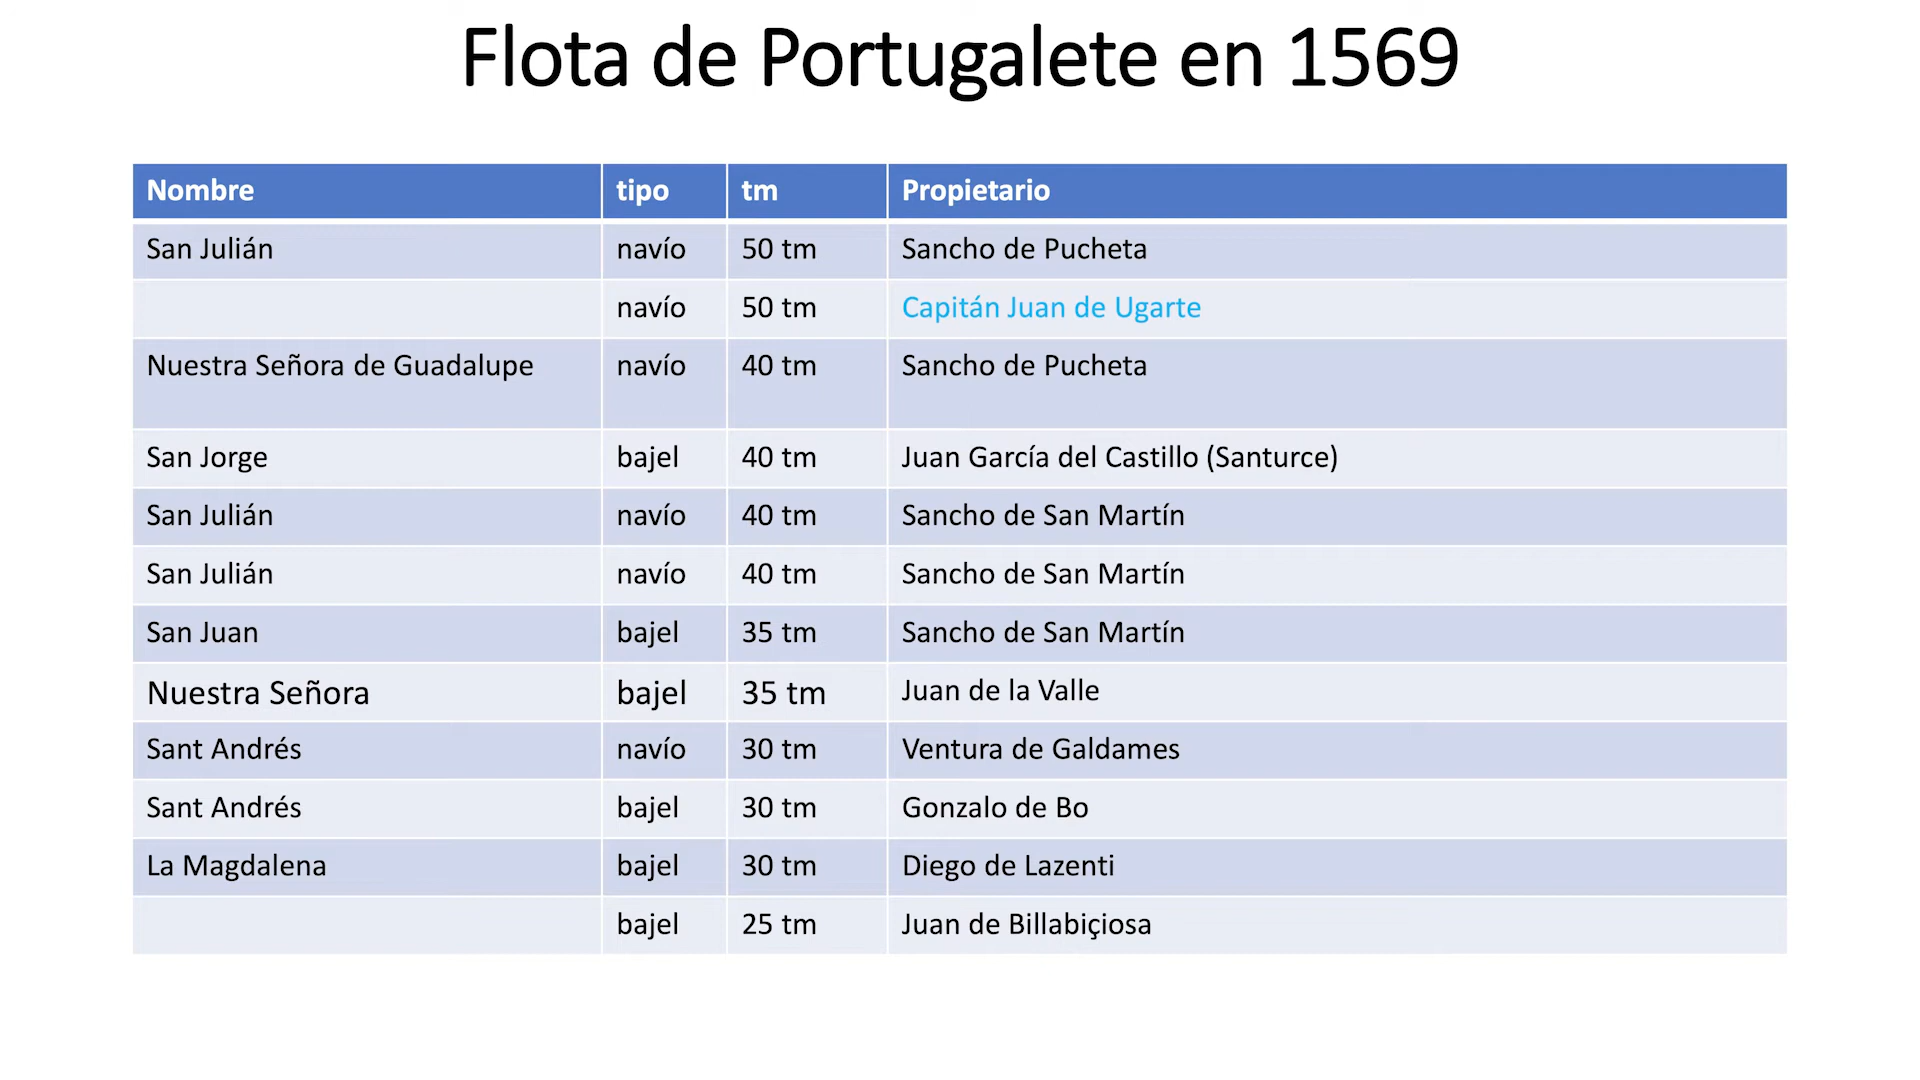 Flota de Portugalete en 1569
Nombre tipo tm Propietario
San Julián navío 50 tm Sancho de Pucheta
navío 50 tm Capitán Juan de Ugarte
Nuestra Señora de Guadalupe navío 40 tm Sancho de Pucheta
San Jorge bajel 40 tm Juan García del Castillo (Santurce)
San Julián navío 40 tm Sancho de San Martín
San Julián navío 40 tm Sancho de San Martín
San Juan bajel 35 tm Sancho de San Martín
Nuestra Señora bajel 35 tm Juan de la Valle
Sant Andrés navío 30 tm Ventura de Galdames
Sant Andrés bajel 30 tm Gonzalo de Bo
La Magdalena bajel 30 tm Diego de Lazenti
bajel 25 tm Juan de Billabiçiosa